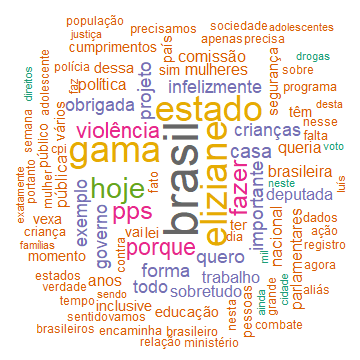 população
justiça
precisamos
sociedade
adolescentes
cumprimentos
país
apenas
precisa
drogas
polícia
dessa
comissão
direitos
adolescente
faz
política
sim
mulheres
segurança
sobre
obrigada
projeto
infelizmente
programa
estado
têm
desta
semana
público
cpi
vários
violência
crianças
nesse
falta
voto
gama
brasil
eliziane
casa
queria
exatamente
portanto
mulher
pública
hoje
fato
fazer
importante
brasileira
neste
luis
deputada
exemplo
pps
ter
dia
nacional
parlamentares
dados
ação
registro
vexa
criança
famílias
governo
contra
vai
lei
porque
quero
mil
momento
forma
agora
estados
anos
todo
trabalho
grande
aliás
verdade
sendo
sobretudo
pessoas
ainda
cidade
tempo
inclusive
educação
nesta
combate
sentido
vamos
brasileiros
encaminha
brasileiro
relação
ministério